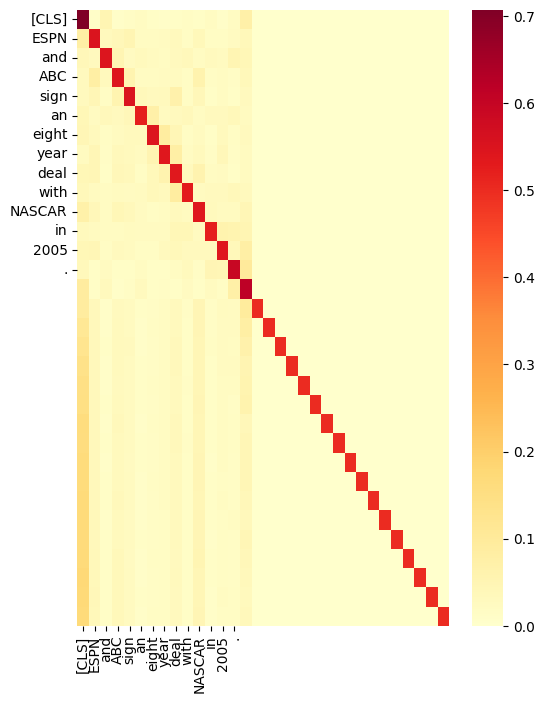 [CLS]
ESPN
and
ABC
sign
an
eight
year
deal
with
NASCAR
in
2005
.
[CLS]
ESPN
and
ABC
sign
an
eight
year
deal
with
NASCAR
in
2005
.
0.7
0.6
0.5
0.4
0.3
0.2
0.1
0.0